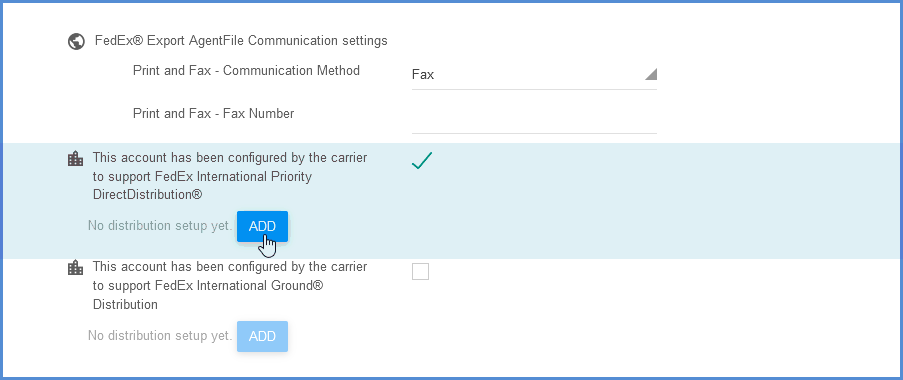 FedEx® Export AgentFile Communication settings
Print and Fax - Communication Method
Fax
Print and Fax - Fax Number
This account has been configured by the carrier
to support FedEx International Priority
DirectDistribution®
No distribution setup yet. ADD
This account has been configured by the carrier
to support FedEx International Ground®
Distribution
No distribution setup yet. ADD